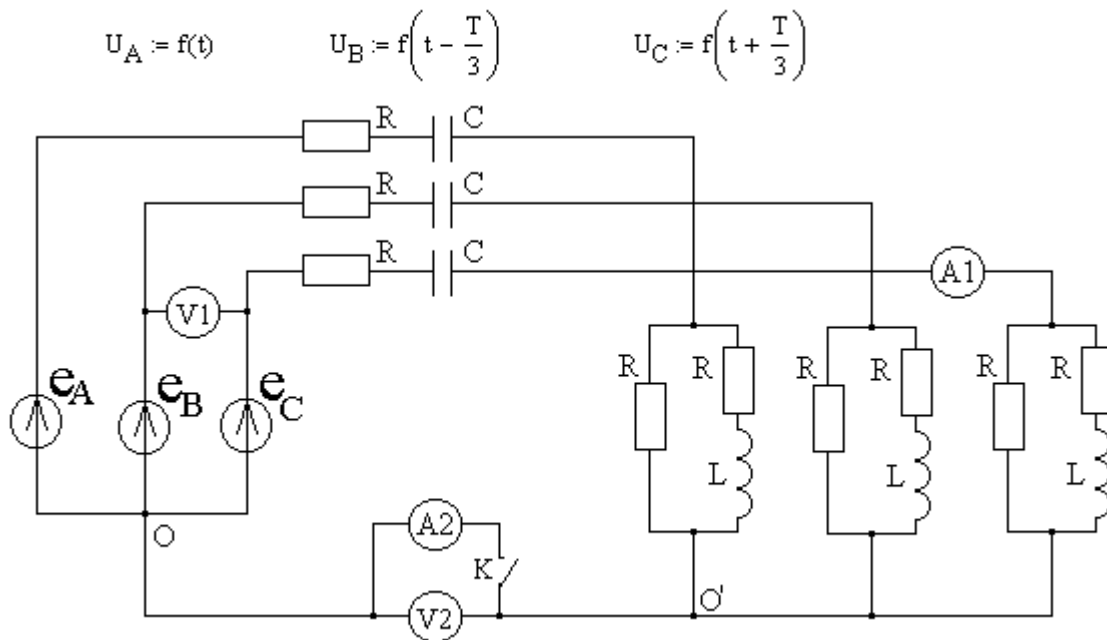 U_A := f(t) U_B := f(t - T/3) U_C := f(t + T/3)
R C
R C
R C
A1
V1
e_A e_B e_C
R R R R R R
L L L
A2
O
K
V2 O'